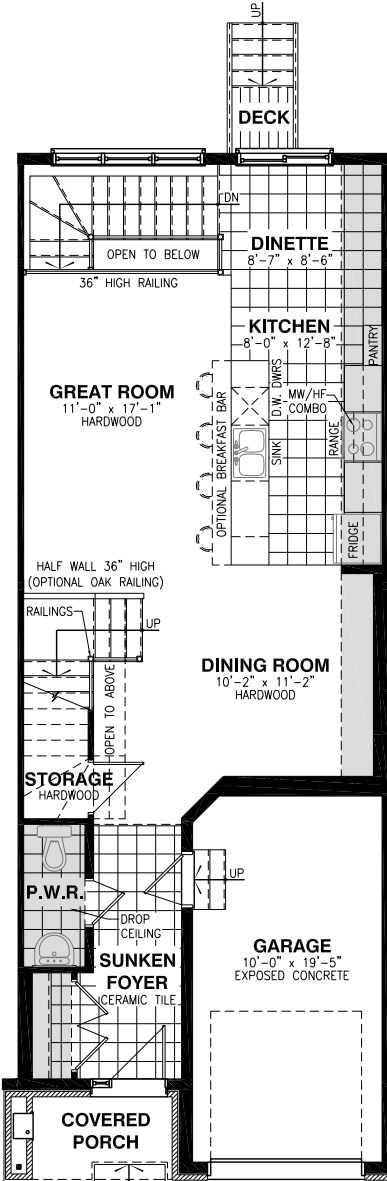 UP
DECK
DN
OPEN TO BELOW
36" HIGH RAILING
DINETTE
8'-7" x 8'-6"
KITCHEN
8'-0" x 12'-8"
PANTRY
GREAT ROOM
11'-0" x 17'-1"
HARDWOOD
OPTIONAL BREAKFAST BAR
D.W. DWRS
SINK
MW/HF
COMBO
RANGE
FRIDGE
HALF WALL 36" HIGH
(OPTIONAL OAK RAILING)
RAILINGS
UP
OPEN TO ABOVE
DINING ROOM
10'-2" x 11'-2"
HARDWOOD
STORAGE
HARDWOOD
P.W.R.
DROP
CEILING
UP
SUNKEN
FOYER
CERAMIC TILE
GARAGE
10'-0" x 19'-5"
EXPOSED CONCRETE
COVERED
PORCH